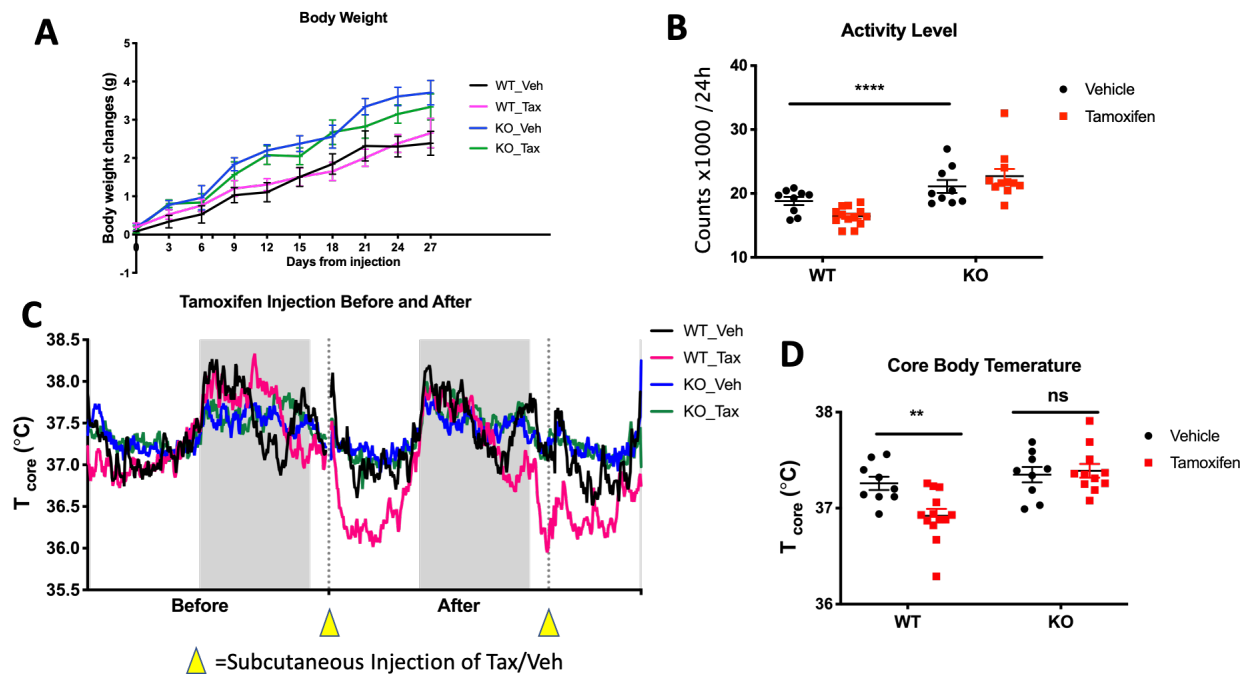 A
Body Weight
Body weight changes (g)
5
4
3
2
1
0
-1
0 3 6 9 12 15 18 21 24 27
Days from injection
WT_Veh
WT_Tax
KO_Veh
KO_Tax
B
Activity Level
Counts x1000 /24h
40
30
20
10
****
WT KO
Vehicle
Tamoxifen
C
Tamoxifen Injection Before and After
T core (°C)
38.5
38.0
37.5
37.0
36.5
36.0
35.5
Before After
WT_Veh
WT_Tax
KO_Veh
KO_Tax
=Subcutaneous Injection of Tax/Veh
D
Core Body Temerature
T core (°C)
38
37
36
** ns
WT KO
Vehicle
Tamoxifen